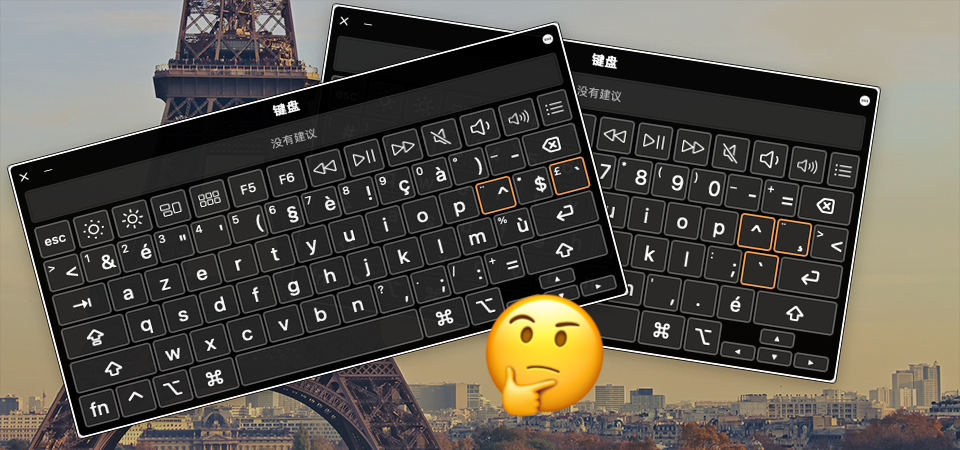 键盘
没有建议
esc F5 F6
> < 1 & 2 é 3 " 4 ' 5 ( 6 § 7 è 8 ! 9 ç 0 à ° ) - -
a z e r t y u i o p ¨ ^ * $ £ `
q s d f g h j k l m % ù
w x c v b n ? , . ; / : + =
fn
键盘
没有建议
7 * 8 ( 9 ) 0 _ - + =
u i o p ^ ¨ ¸ > <
k l : ; `
' , . é